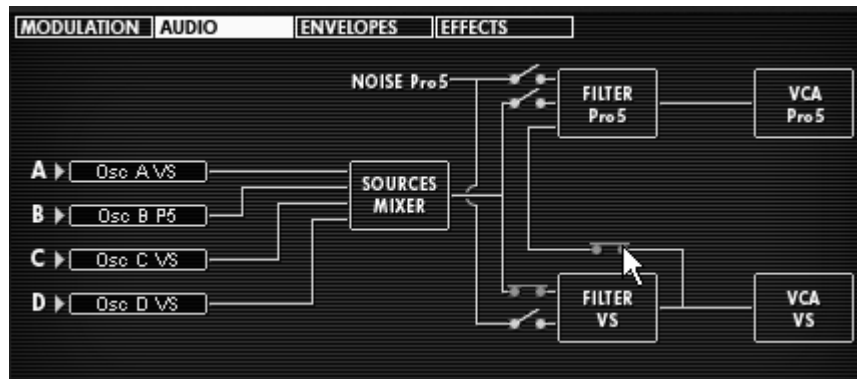 MODULATION AUDIO ENVELOPES EFFECTS
NOISE Pro5
FILTER
Pro5
VCA
Pro5
A Osc A VS
B Osc B P5
C Osc C VS
D Osc D VS
SOURCES
MIXER
FILTER
VS
VCA
VS